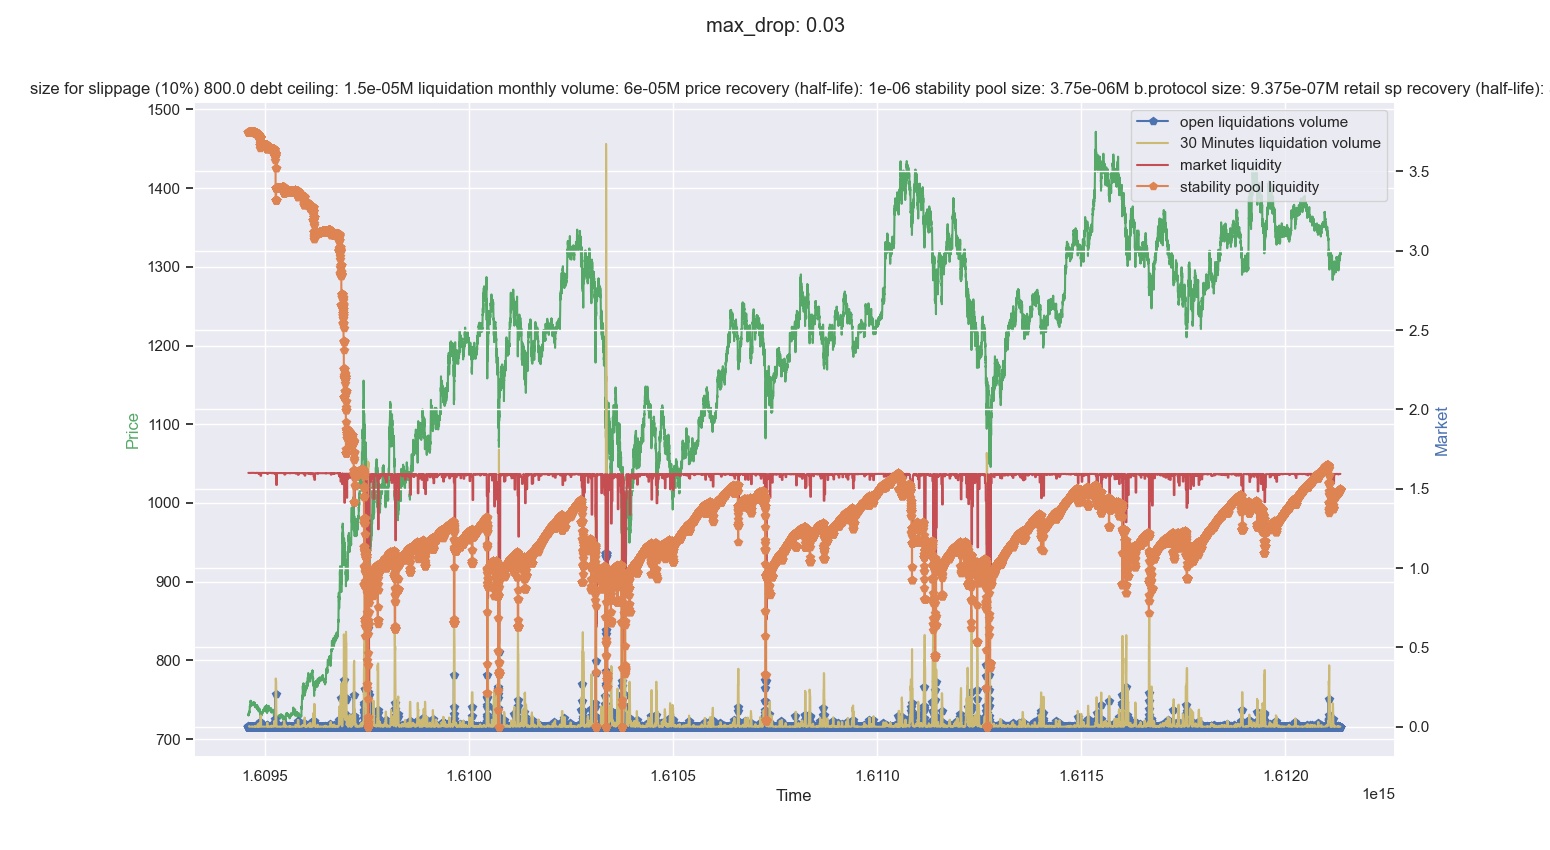 max_drop: 0.03
size for slippage (10%) 800.0 debt ceiling: 1.5e-05M liquidation monthly volume: 6e-05M price recovery (half-life): 1e-06 stability pool size: 3.75e-06M b.protocol size: 9.375e-07M retail sp recovery (half-life):
open liquidations volume
30 Minutes liquidation volume
market liquidity
stability pool liquidity
1500
1400
1300
1200
1100
1000
900
800
700
Price
3.5
3.0
2.5
2.0
1.5
1.0
0.5
0.0
Market
1.6095 1.6100 1.6105 1.6110 1.6115 1.6120
1e15
Time